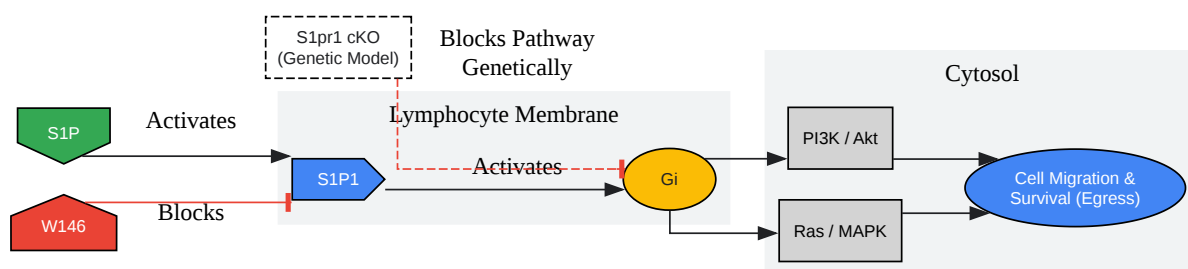 S1pr1 cKO
(Genetic Model)
Blocks Pathway
Genetically
Cytosol
Lymphocyte Membrane
S1P
Activates
PI3K / Akt
S1P1
Activates
Gi
Cell Migration &
Survival (Egress)
W146
Blocks
Ras / MAPK